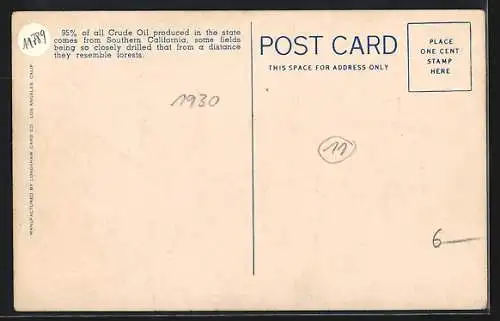 11789
95% of all Crude Oil produced in the state
comes from Southern California, some fields
being so closely drilled that from a distance
they resemble forests.
POST CARD
THIS SPACE FOR ADDRESS ONLY
PLACE
ONE CENT
STAMP
HERE
1930
11
6
MANUFACTURED BY LONGSHAW CARD CO. LOS ANGELES, CALIF.